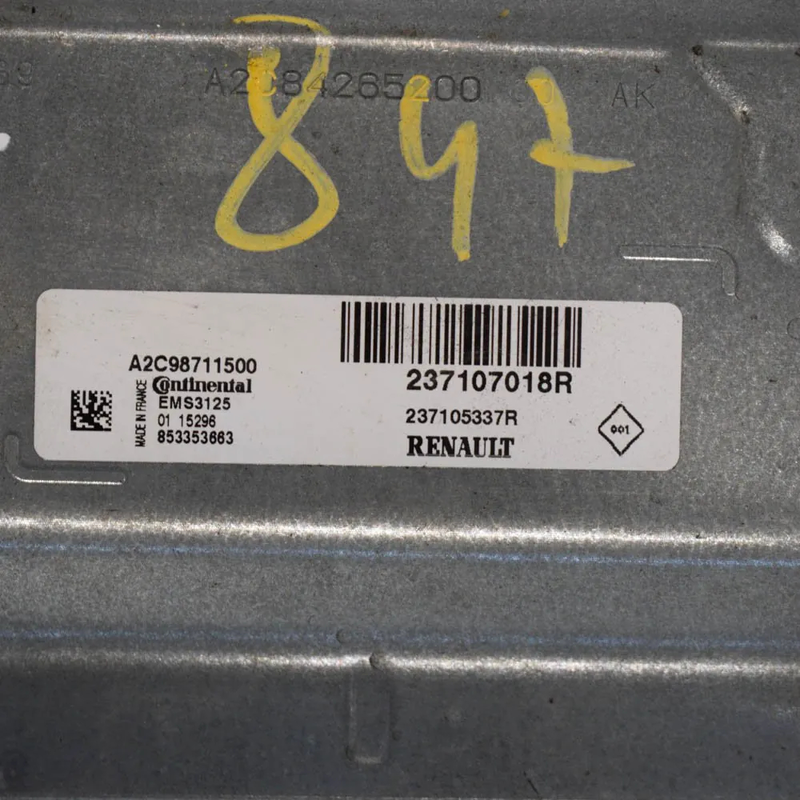 A2C84265200
AK
847
A2C98711500
Continental
EMS3125
01 15296
853353663
MADE IN FRANCE
237107018R
237105337R
RENAULT
001